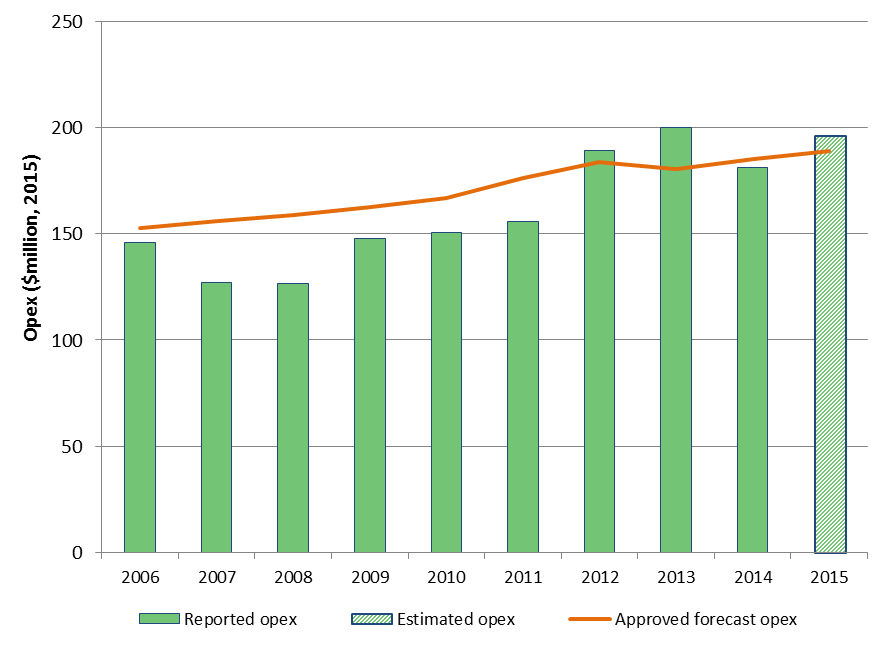 250
200
150
100
50
0
Opex ($million, 2015)
2006 2007 2008 2009 2010 2011 2012 2013 2014 2015
Reported opex Estimated opex Approved forecast opex